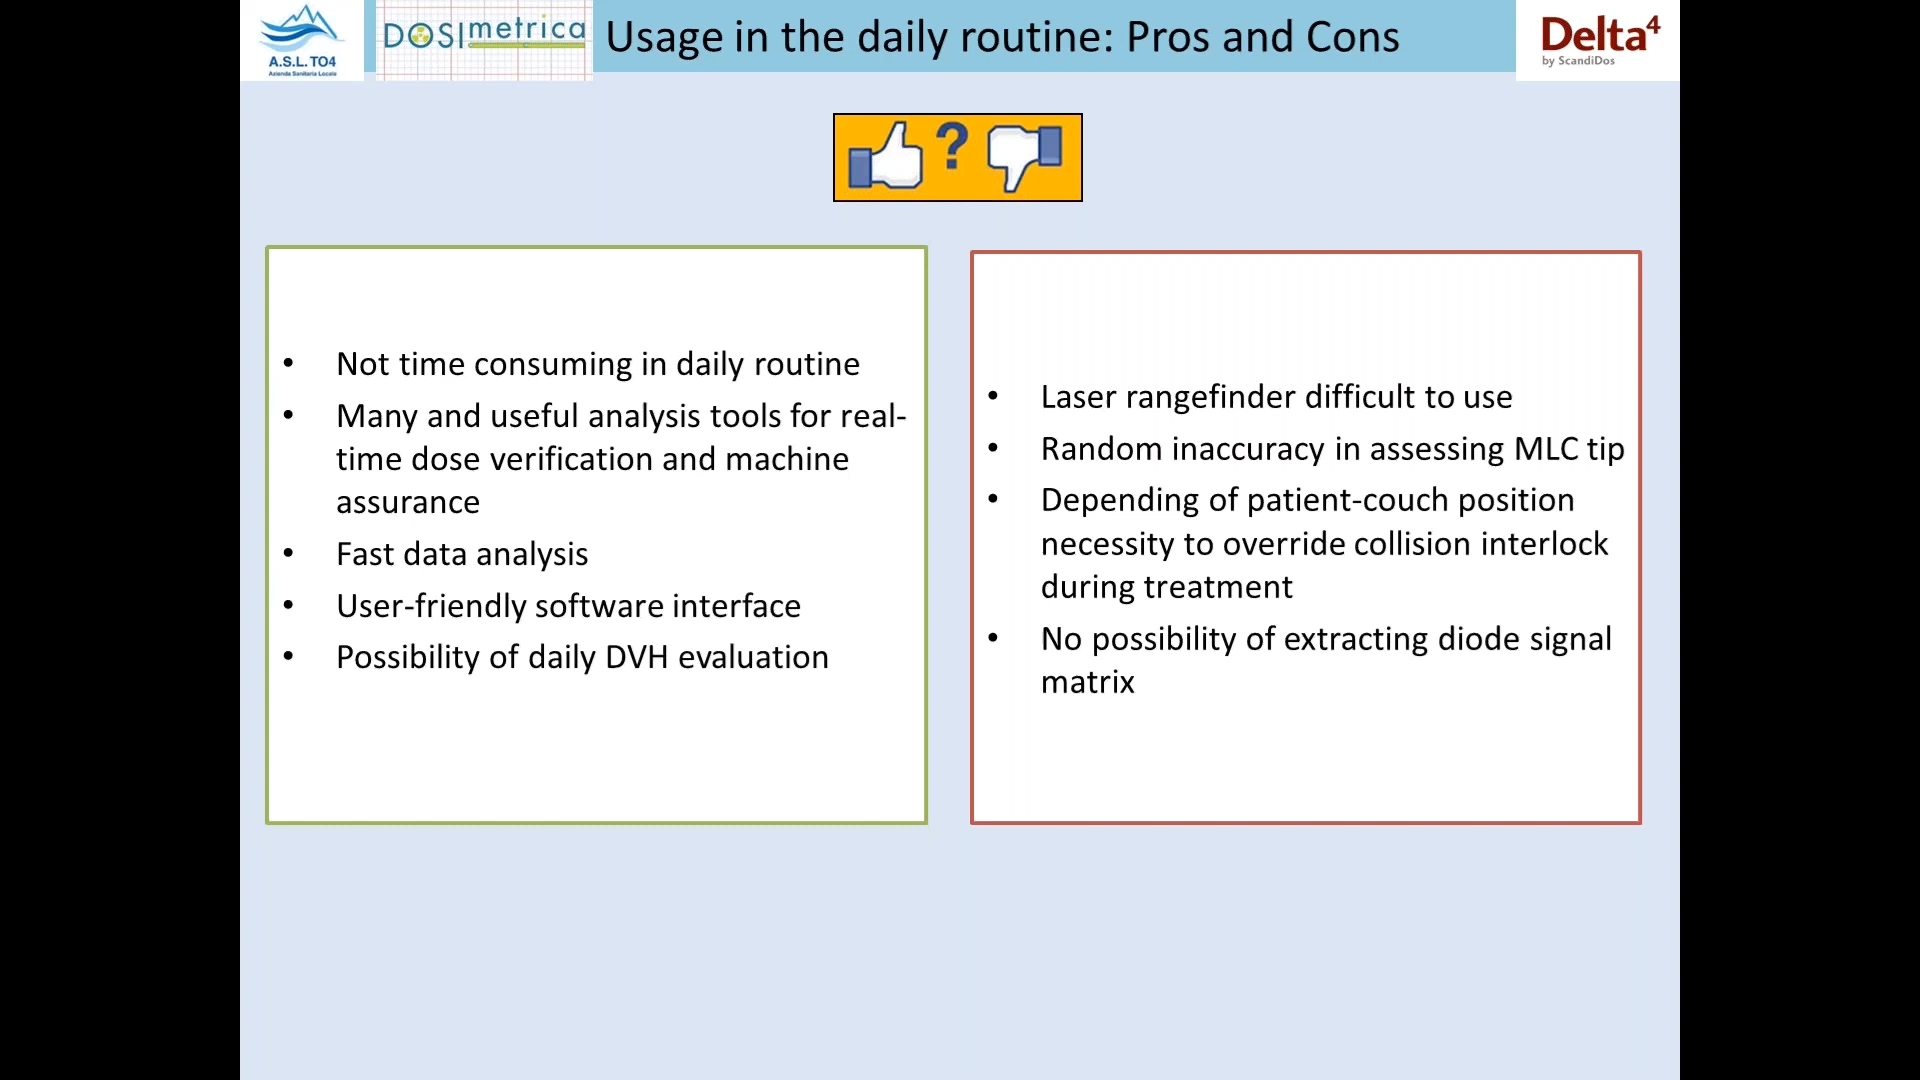 A.S.L. TO4
Azienda Sanitaria Locale
DOSImetrica
Usage in the daily routine: Pros and Cons
Delta4
by ScandiDos
?
• Not time consuming in daily routine
• Many and useful analysis tools for real-
time dose verification and machine
assurance
• Fast data analysis
• User-friendly software interface
• Possibility of daily DVH evaluation
• Laser rangefinder difficult to use
• Random inaccuracy in assessing MLC tip
• Depending of patient-couch position
necessity to override collision interlock
during treatment
• No possibility of extracting diode signal
matrix